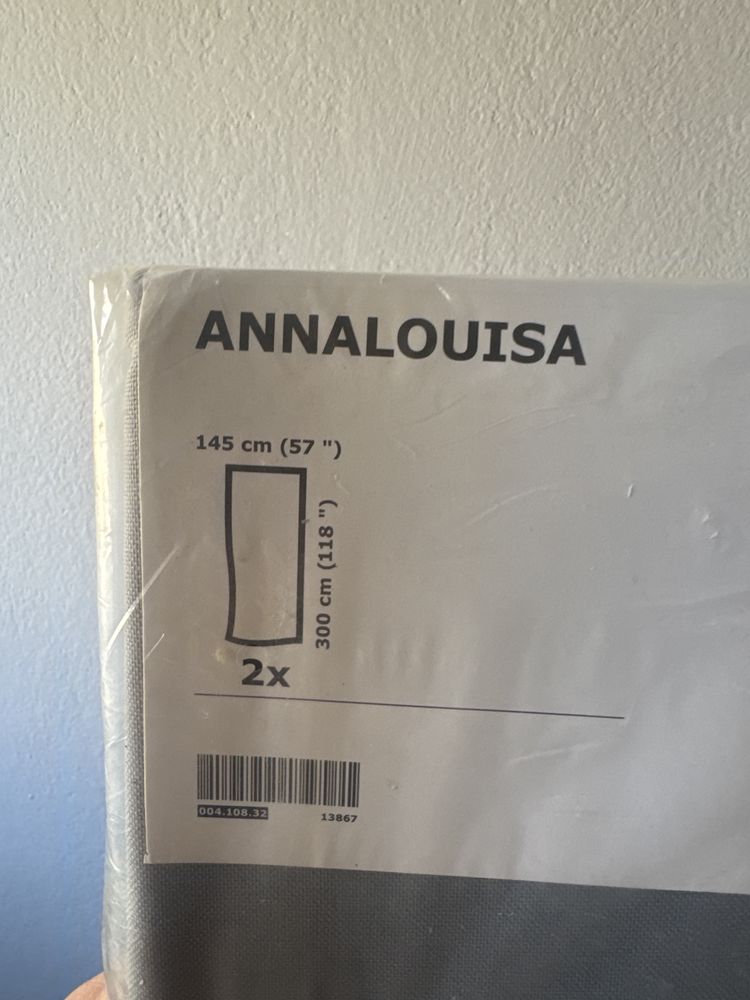 ANNALOUISA
145 cm (57 ")
300 cm (118 ")
2x
004.108.32
13867